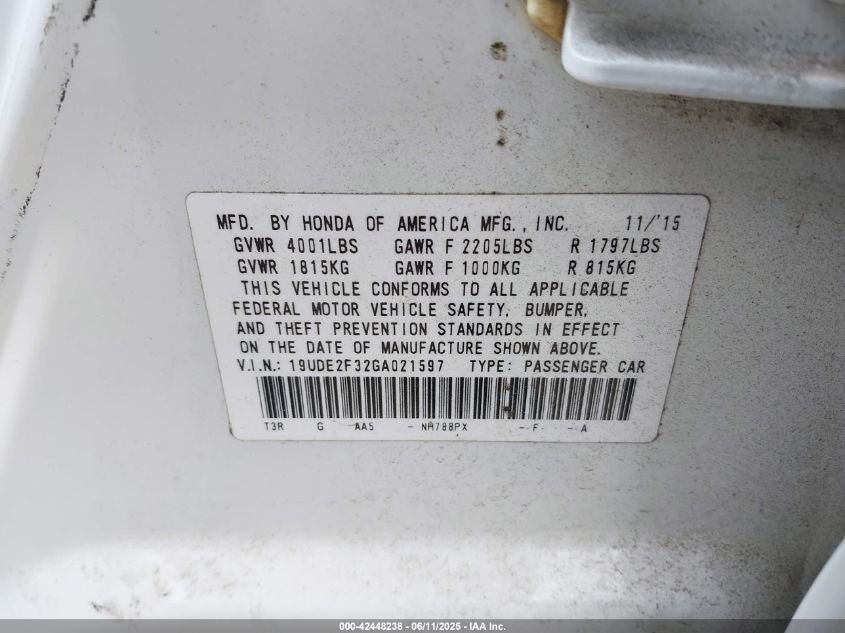 MFD. BY HONDA OF AMERICA MFG., INC. 11/'15
GVWR 4001LBS GAWR F 2205LBS R 1797LBS
GVWR 1815KG GAWR F 1000KG R 815KG
THIS VEHICLE CONFORMS TO ALL APPLICABLE
FEDERAL MOTOR VEHICLE SAFETY, BUMPER,
AND THEFT PREVENTION STANDARDS IN EFFECT
ON THE DATE OF MANUFACTURE SHOWN ABOVE.
V.I.N.: 19UDE2F32GA021597 TYPE: PASSENGER CAR
T3R G AA5 - NH788PX - F - A
000-42448238 - 06/11/2025 - IAA Inc.